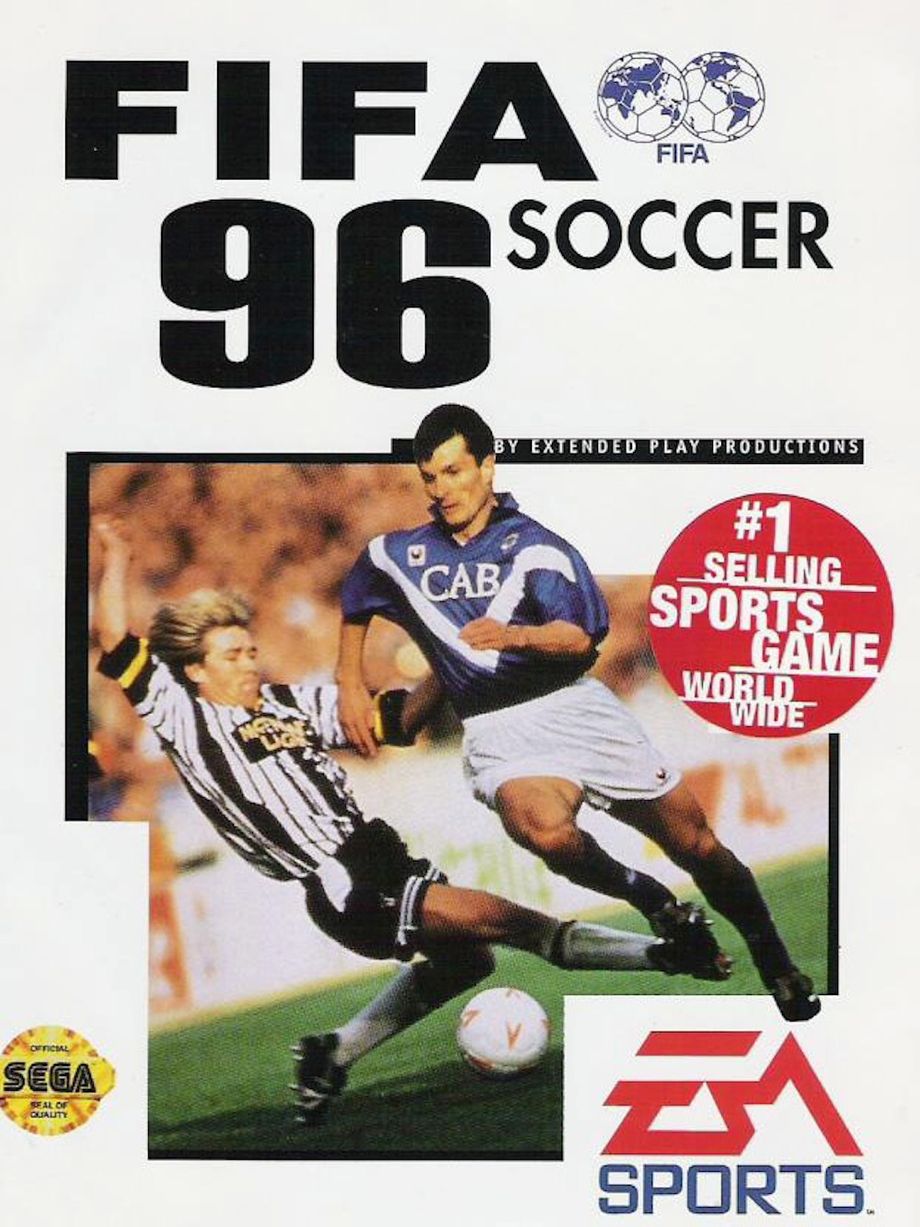 FIFA
FIFA
96 SOCCER
BY EXTENDED PLAY PRODUCTIONS
#1
SELLING
SPORTS
GAME
WORLD
WIDE
CAB
OFFICIAL
SEGA
SEAL OF
QUALITY
EA
SPORTS